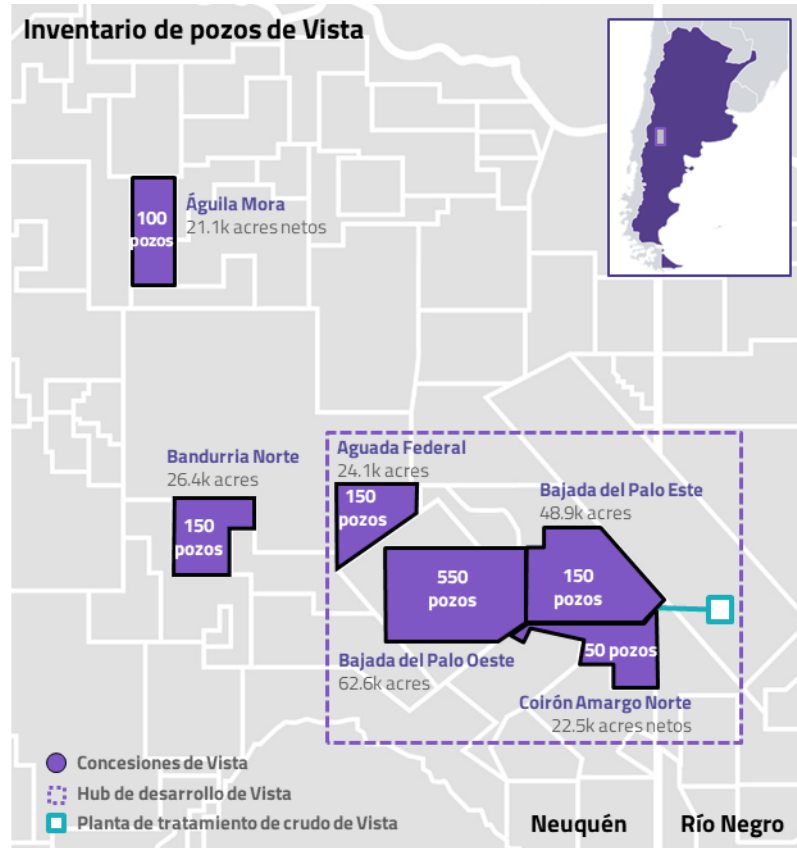 Inventario de pozos de Vista
100
pozos
Águila Mora
21.1k acres netos
Bandurria Norte
26.4k acres
150
pozos
Aguada Federal
24.1k acres
150
pozos
Bajada del Palo Este
48.9k acres
550
pozos
150
pozos
Bajada del Palo Oeste
62.6k acres
50 pozos
Coirón Amargo Norte
22.5k acres netos
Concesiones de Vista
Hub de desarrollo de Vista
Planta de tratamiento de crudo de Vista
Neuquén
Río Negro